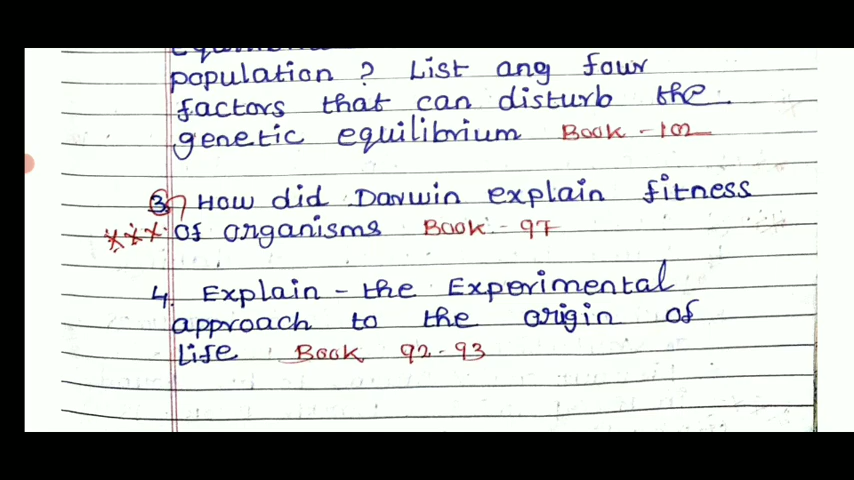 population ? List any four
factors that can disturb the
genetic equilibrium Book - 102
3. How did Darwin explain fitness
of organisms Book - 97
4. Explain - the Experimental
approach to the origin of
life Book 92-93